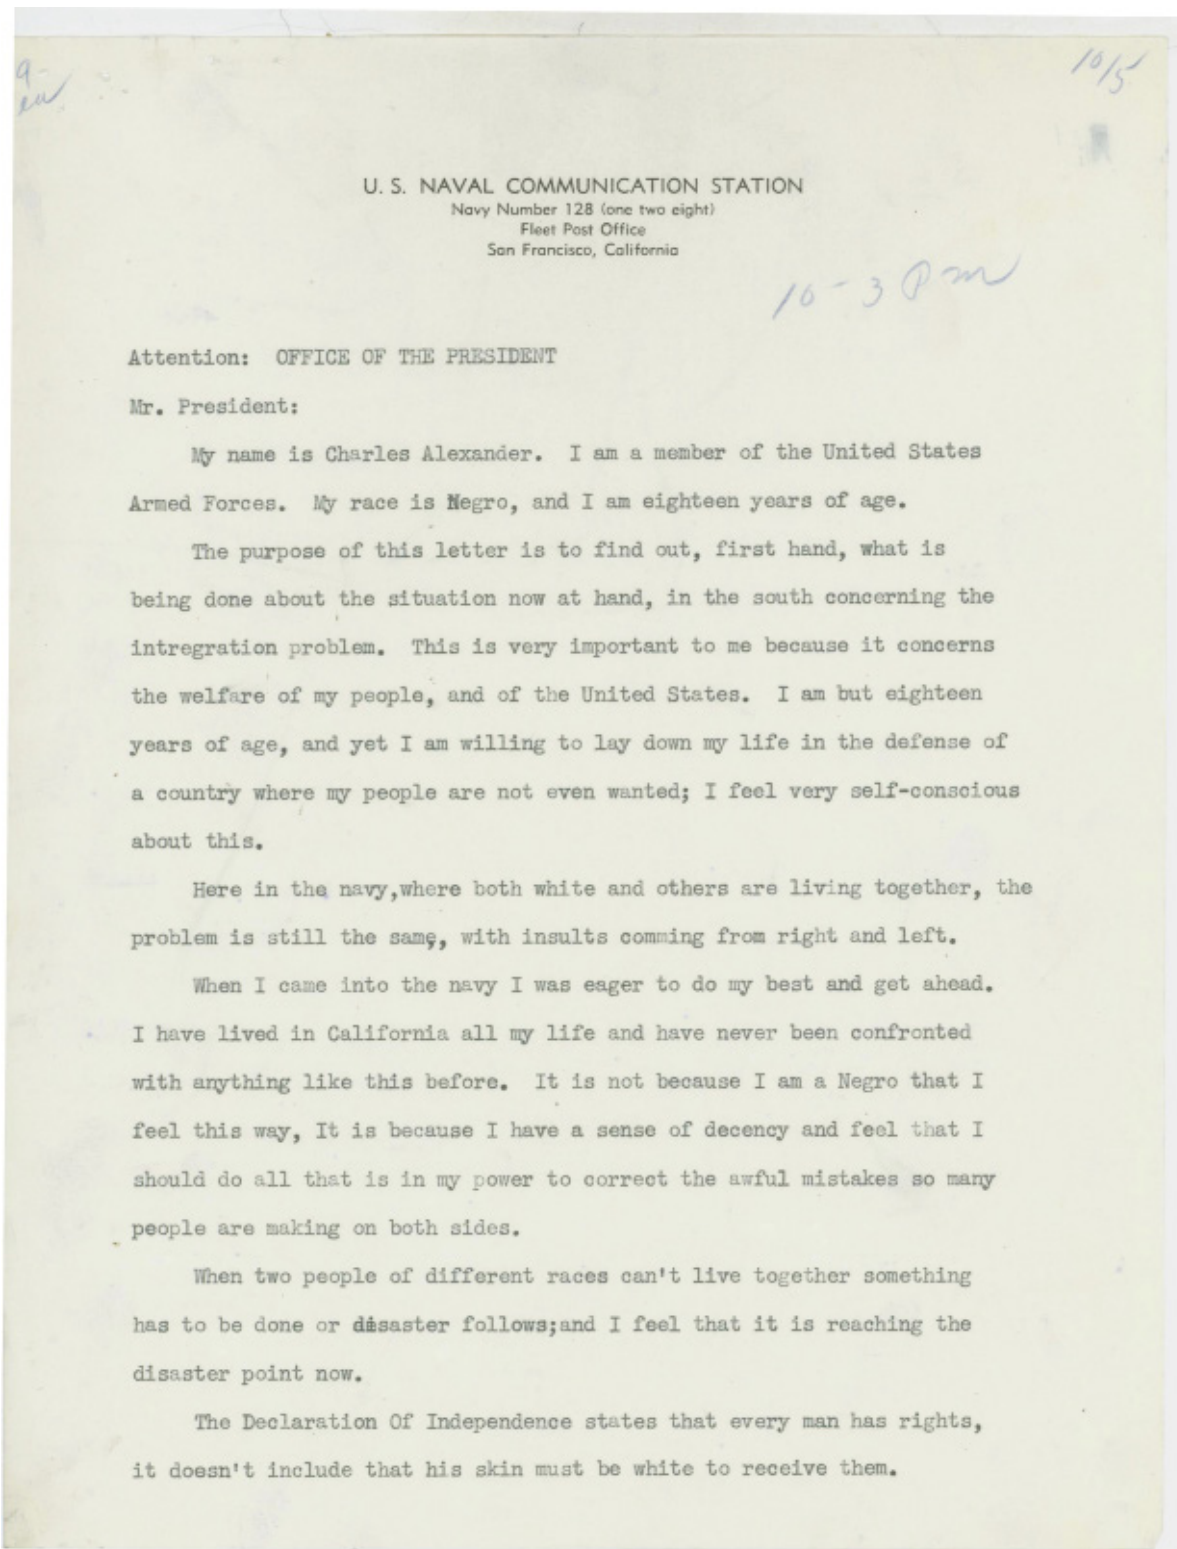 10/5
U. S. NAVAL COMMUNICATION STATION
Navy Number 128 (one two eight)
Fleet Post Office
San Francisco, California
10-3 Pm
Attention: OFFICE OF THE PRESIDENT
Mr. President:
My name is Charles Alexander. I am a member of the United States
Armed Forces. My race is Negro, and I am eighteen years of age.
The purpose of this letter is to find out, first hand, what is
being done about the situation now at hand, in the south concerning the
intregration problem. This is very important to me because it concerns
the welfare of my people, and of the United States. I am but eighteen
years of age, and yet I am willing to lay down my life in the defense of
a country where my people are not even wanted; I feel very self-conscious
about this.
Here in the navy,where both white and others are living together, the
problem is still the same, with insults comming from right and left.
When I came into the navy I was eager to do my best and get ahead.
I have lived in California all my life and have never been confronted
with anything like this before. It is not because I am a Negro that I
feel this way, It is because I have a sense of decency and feel that I
should do all that is in my power to correct the awful mistakes so many
people are making on both sides.
When two people of different races can't live together something
has to be done or disaster follows;and I feel that it is reaching the
disaster point now.
The Declaration Of Independence states that every man has rights,
it doesn't include that his skin must be white to receive them.